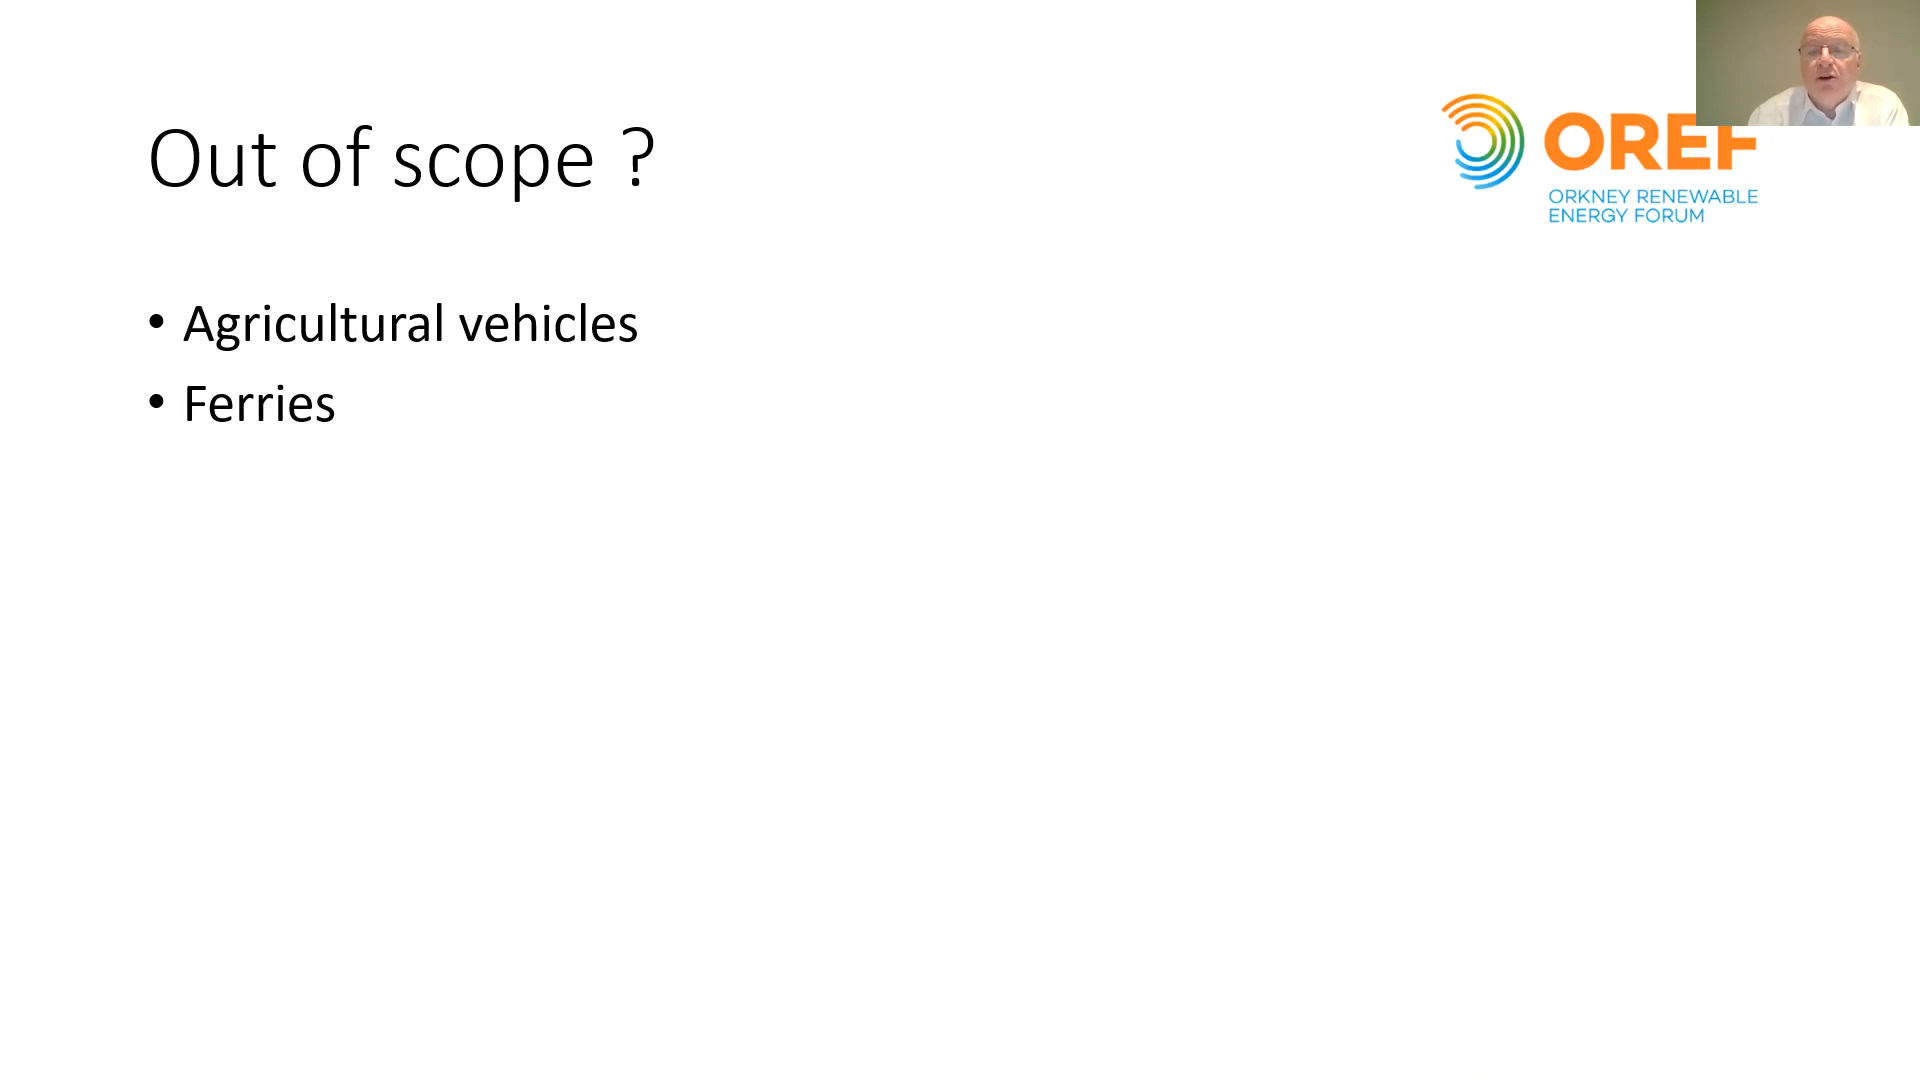 Out of scope ?
OREF
ORKNEY RENEWABLE
ENERGY FORUM
• Agricultural vehicles
• Ferries